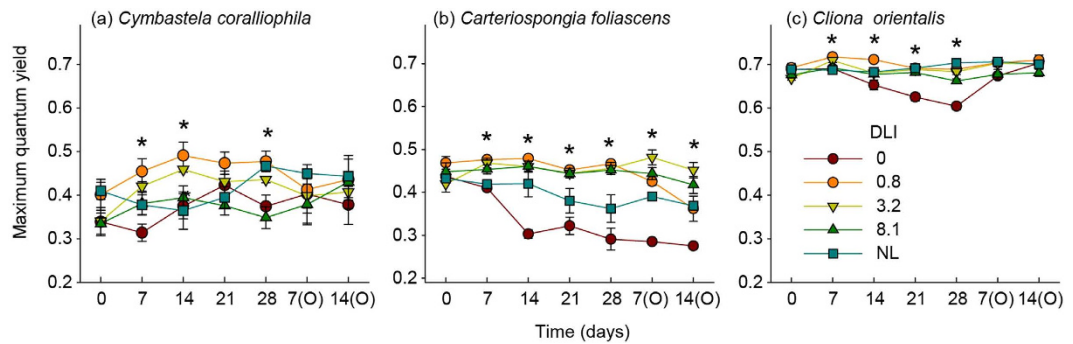 (a) Cymbastela coralliophila
(b) Carteriospongia foliascens
(c) Cliona orientalis
Maximum quantum yield
0.7
0.6
0.5
0.4
0.3
0.2
* * *
0 7 14 21 28 7(O) 14(O)
0.7
0.6
0.5
0.4
0.3
0.2
* * * * * *
0 7 14 21 28 7(O) 14(O)
0.7
0.6
0.5
0.4
0.3
0.2
* * * *
DLI
0
0.8
3.2
8.1
NL
0 7 14 21 28 7(O) 14(O)
Time (days)